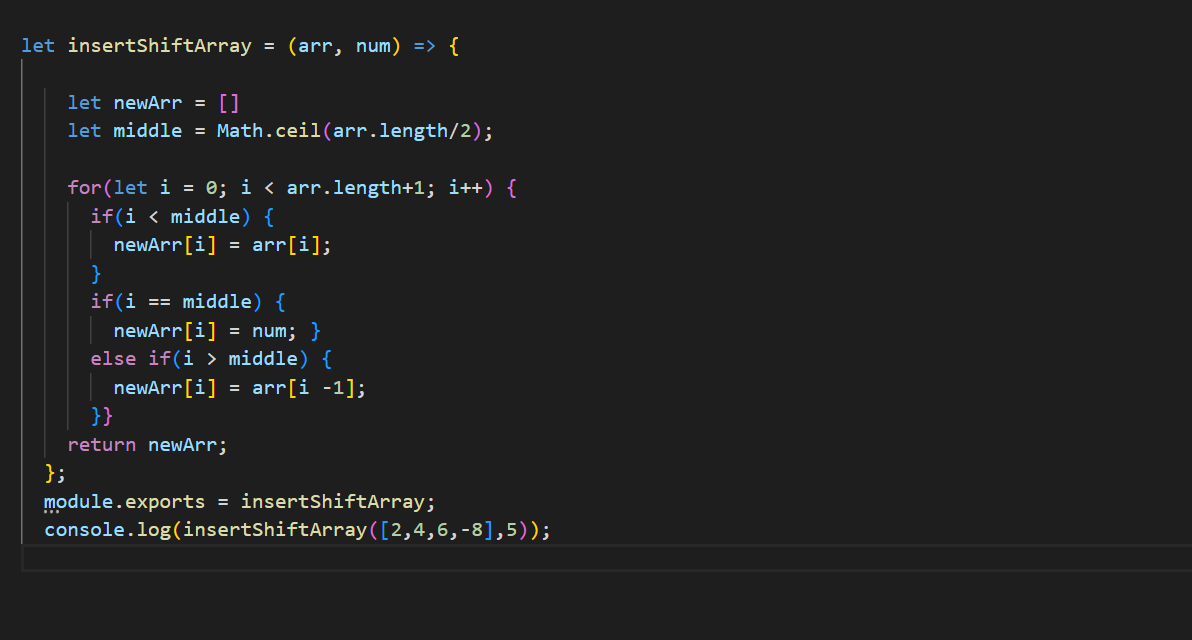 let insertShiftArray = (arr, num) => {
let newArr = []
let middle = Math.ceil(arr.length/2);
for(let i = 0; i < arr.length+1; i++) {
if(i < middle) {
newArr[i] = arr[i];
}
if(i == middle) {
newArr[i] = num; }
else if(i > middle) {
newArr[i] = arr[i -1];
}}
return newArr;
};
module.exports = insertShiftArray;
console.log(insertShiftArray([2,4,6,-8],5));